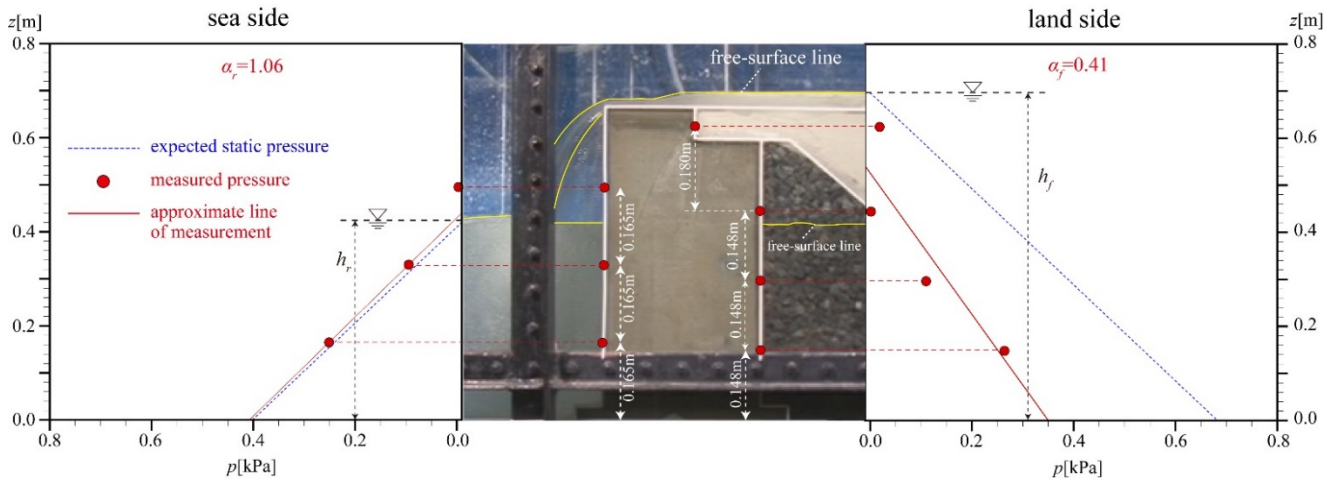 sea side
land side
z[m]
z[m]
0.8
0.6
0.4
0.2
0.0
αr=1.06
expected static pressure
measured pressure
approximate line
of measurement
hr
0.8
0.6
0.4
0.2
0.0
p[kPa]
free-surface line
0.180m
0.165m
0.165m
0.165m
0.148m
0.148m
0.148m
free-surface line
αf=0.41
hf
0.8
0.6
0.4
0.2
0.0
0.0
0.2
0.4
0.6
0.8
p[kPa]